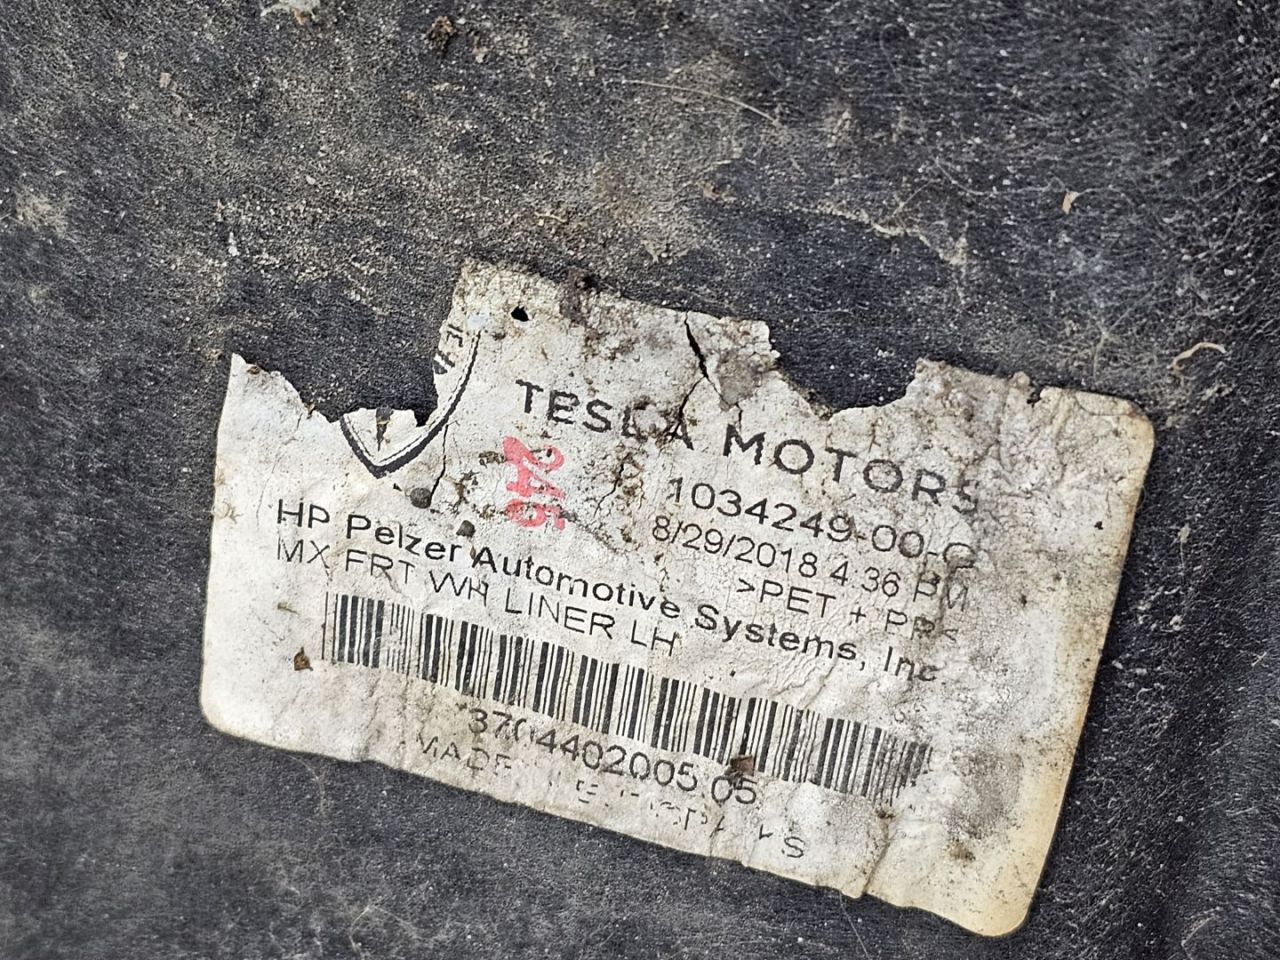 TESLA MOTORS
245
1034249-00-G
8/29/2018 4:36 PM
>PET + PP<
HP Pelzer Automotive Systems, Inc
MX FRT WH LINER LH
3704402005.05
MADE